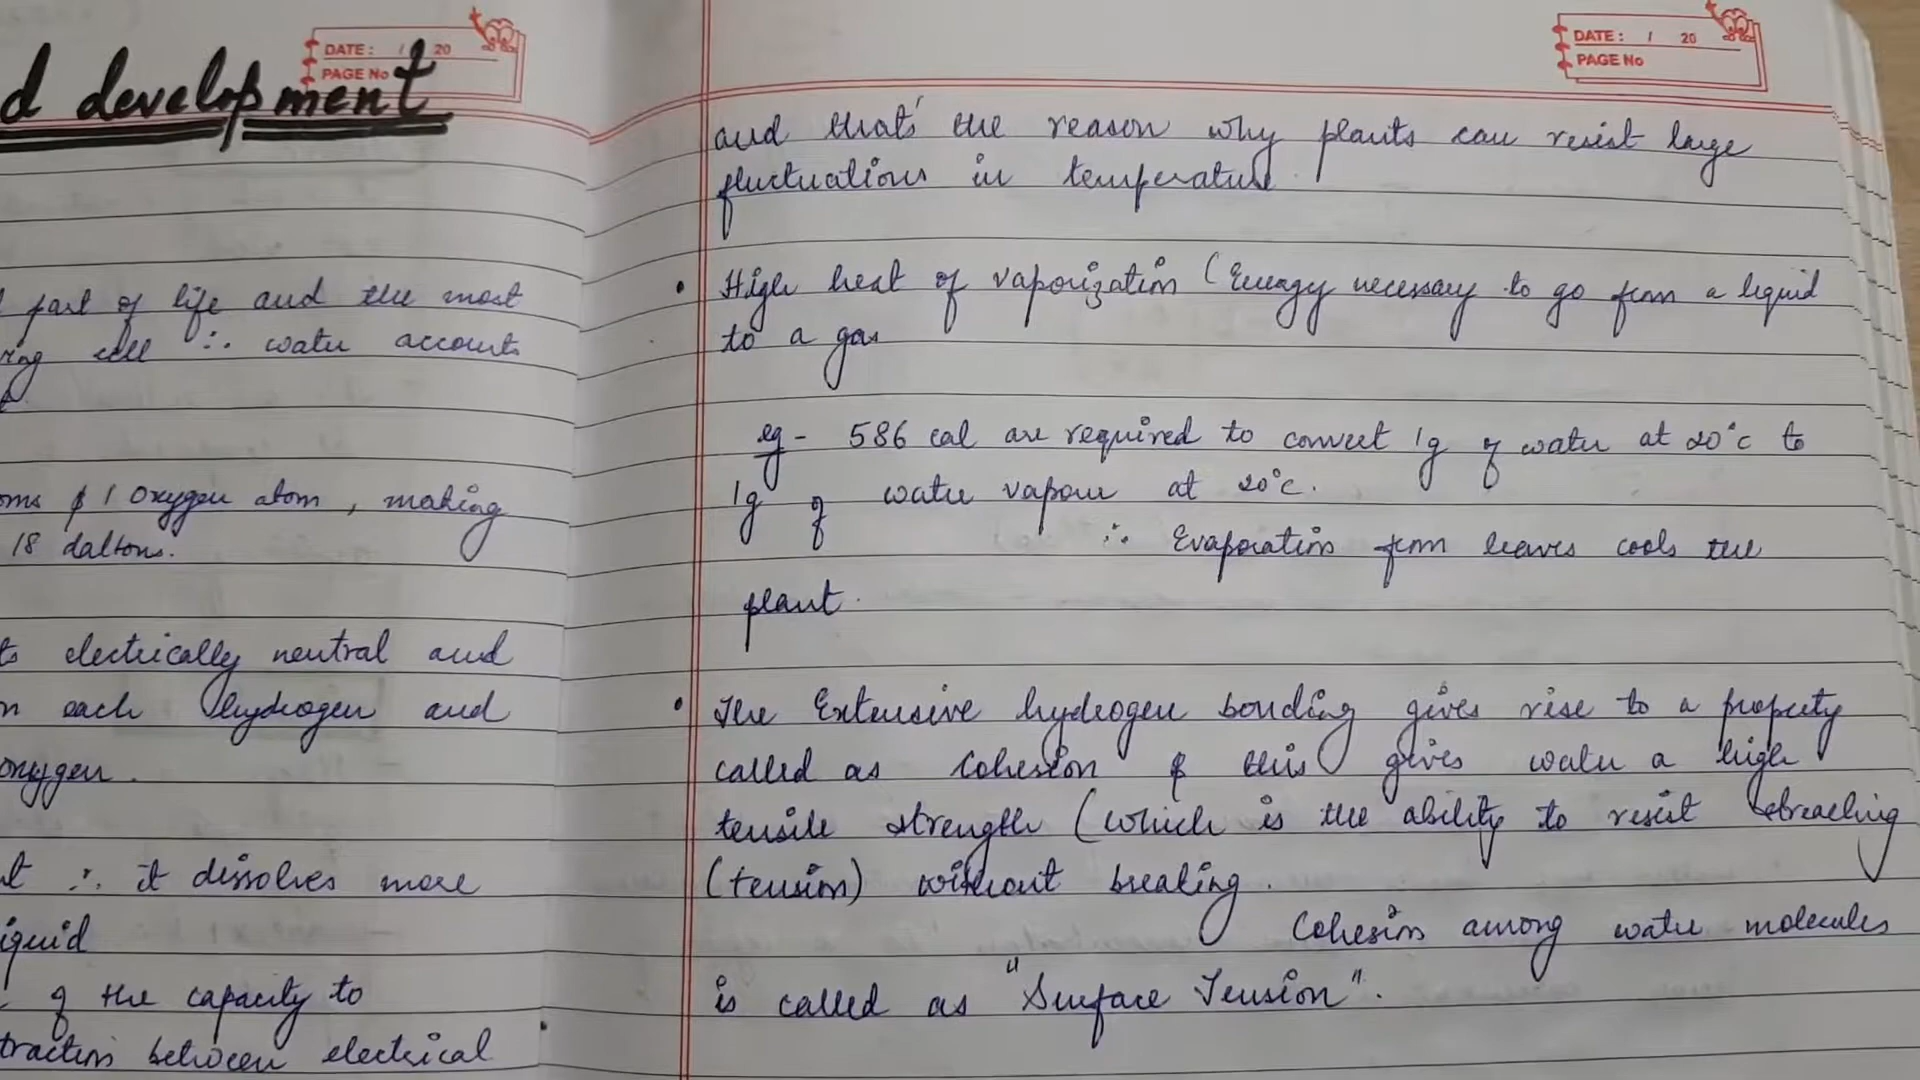 DATE: / 20
PAGE No
d development
part of life and the most
cell ∴ water accounts
oms & 1 Oxygen atom, making
18 daltons.
ts electrically neutral and
n each Hydrogen and
oxygen.
t ∴ it dissolves more
iquid
of the capacity to
traction between electrical
DATE: / 20
PAGE No
and that's the reason why plants can resist large
fluctuations in temperature.
• High heat of vaporization (Energy necessary to go from a liquid
to a gas
eg - 586 cal are required to convert 1g of water at 20°c to
1g of water vapour at 20°c.
∴ Evaporation from leaves cools the
plant.
• The Extensive hydrogen bonding gives rise to a property
called as Cohesion & this gives water a high
tensile strength (which is the ability to resist streaching
(tension) without breaking.
Cohesion among water molecules
is called as "Surface Tension".